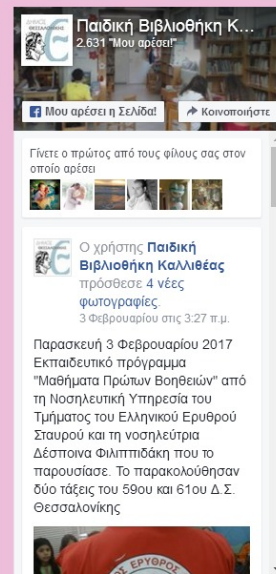 ΔΗΜΟΣ
ΘΕΣΣΑΛΟΝΙΚΗΣ
Παιδική Βιβλιοθήκη Κ...
2.631 "Μου αρέσει!"
Μου αρέσει η Σελίδα!
Κοινοποιήστε
Γίνετε ο πρώτος από τους φίλους σας στον
οποίο αρέσει
Ο χρήστης Παιδική
Βιβλιοθήκη Καλλιθέας
πρόσθεσε 4 νέες
φωτογραφίες.
3 Φεβρουαρίου στις 3:27 π.μ.
Παρασκευή 3 Φεβρουαρίου 2017
Εκπαιδευτικό πρόγραμμα
"Μαθήματα Πρώτων Βοηθειών" από
τη Νοσηλευτική Υπηρεσία του
Τμήματος του Ελληνικού Ερυθρού
Σταυρού και τη νοσηλεύτρια
Δέσποινα Φιλιππιδάκη που το
παρουσίασε. Το παρακολούθησαν
δύο τάξεις του 59ου και 61ου Δ.Σ.
Θεσσαλονίκης
ΕΡΥΘΡΟΣ